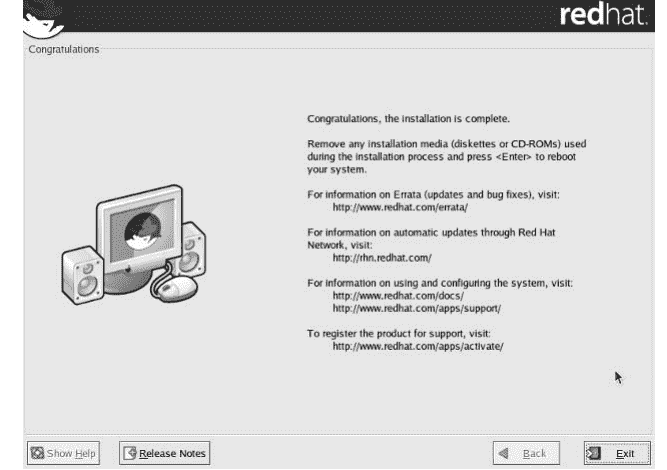 redhat.
Congratulations
Congratulations, the installation is complete.
Remove any installation media (diskettes or CD-ROMs) used
during the installation process and press <Enter> to reboot
your system.
For information on Errata (updates and bug fixes), visit:
http://www.redhat.com/errata/
For information on automatic updates through Red Hat
Network, visit:
http://rhn.redhat.com/
For information on using and configuring the system, visit:
http://www.redhat.com/docs/
http://www.redhat.com/apps/support/
To register the product for support, visit:
http://www.redhat.com/apps/activate/
Show Help Release Notes Back Exit